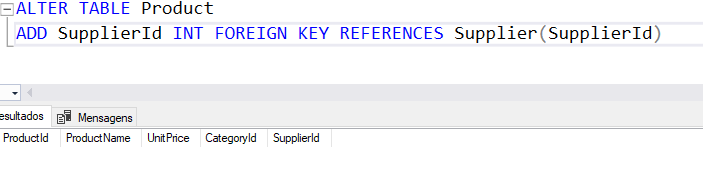 ALTER TABLE Product
ADD SupplierId INT FOREIGN KEY REFERENCES Supplier(SupplierId)
esultados Mensagens
ProductId ProductName UnitPrice CategoryId SupplierId